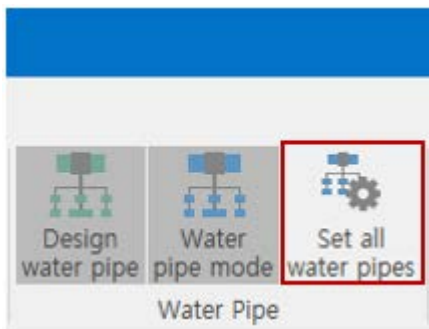 Design
water pipe
Water
pipe mode
Set all
water pipes
Water Pipe